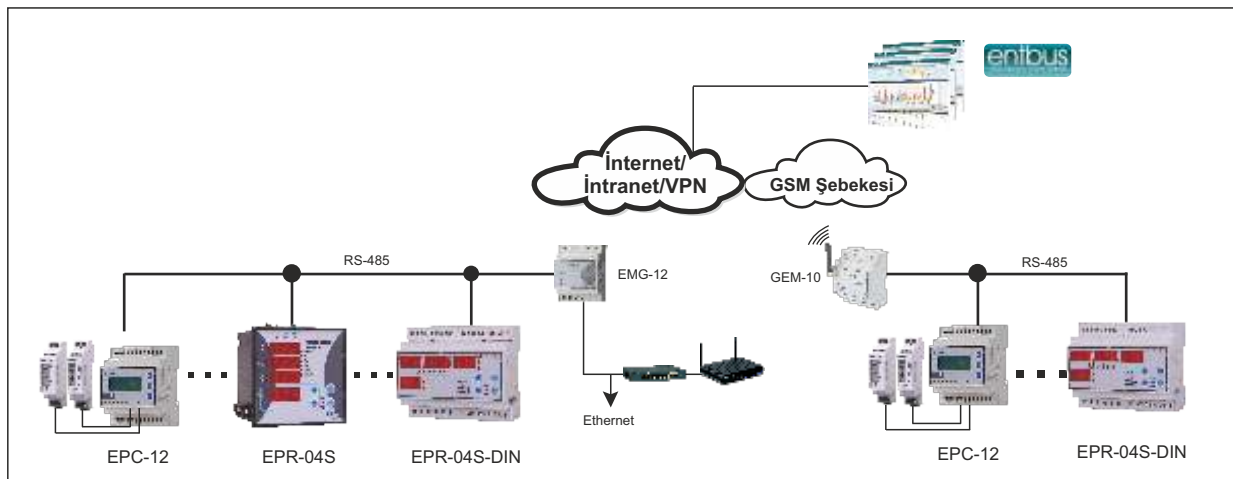 entbus
İnternet/
İntranet/VPN
GSM Şebekesi
RS-485
EMG-12
GEM-10
RS-485
Ethernet
EPC-12
EPR-04S
EPR-04S-DIN
EPC-12
EPR-04S-DIN